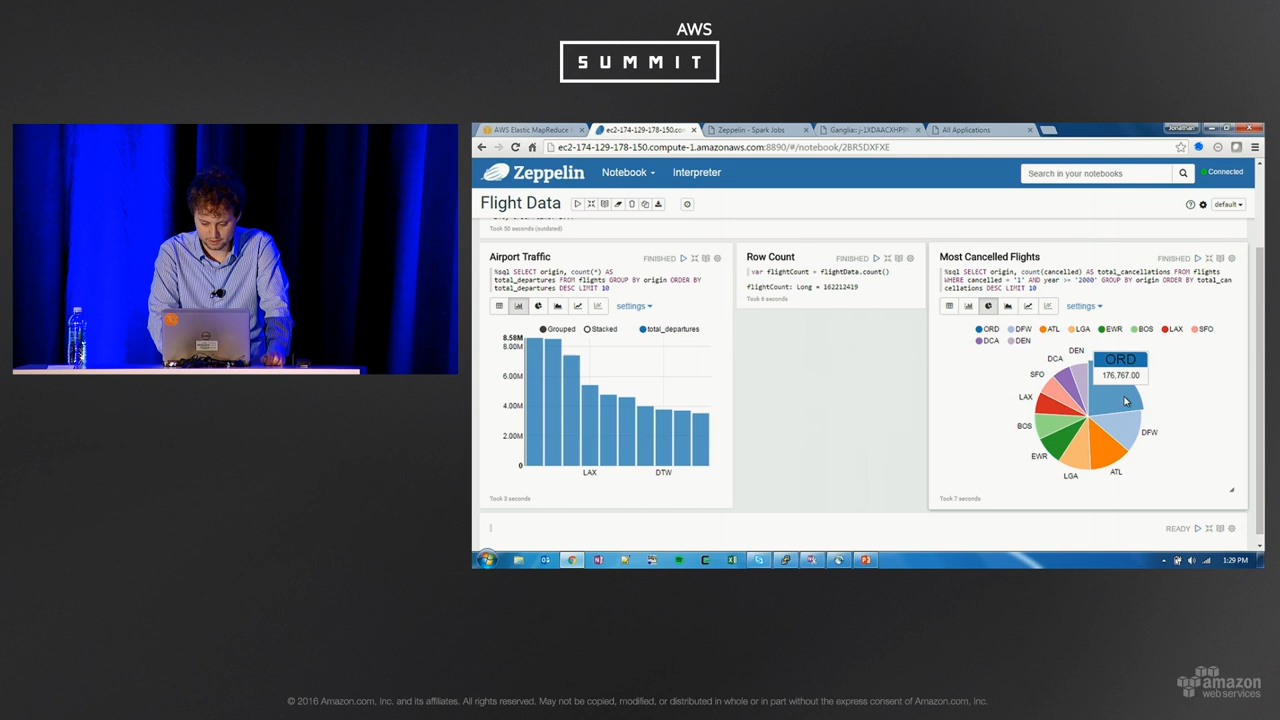 AWS
SUMMIT
AWS Elastic MapReduce
ec2-174-129-178-150.co
Zeppelin - Spark Jobs
Ganglia:: j-1XDAACXHP9
All Applications
Jonathan
ec2-174-129-178-150.compute-1.amazonaws.com:8890/#/notebook/2BR5DXFXE
Zeppelin
Notebook
Interpreter
Search in your notebooks
Connected
Flight Data
default
Took 50 seconds (outdated)
Airport Traffic
FINISHED
%sql SELECT origin, count(*) AS
total_departures FROM flights GROUP BY origin ORDER BY
total_departures DESC LIMIT 10
settings
Grouped
Stacked
total_departures
8.58M
8.00M
6.00M
4.00M
2.00M
0
LAX
DTW
Took 3 seconds
Row Count
FINISHED
var flightCount = flightData.count()
flightCount: Long = 162212419
Took 6 seconds
Most Cancelled Flights
FINISHED
%sql SELECT origin, count(cancelled) AS total_cancellations FROM flights
WHERE cancelled = '1' AND year >= '2000' GROUP BY origin ORDER BY total_can
cellations DESC LIMIT 10
settings
ORD DFW ATL LGA EWR BOS LAX SFO
DCA DEN
DEN
DCA
SFO
LAX
BOS
EWR
LGA
ATL
DFW
ORD
176,767.00
Took 7 seconds
READY
1:29 PM
amazon
web services
© 2016 Amazon.com, Inc. and its affiliates. All rights reserved. May not be copied, modified, or distributed in whole or in part without the express consent of Amazon.com, Inc.